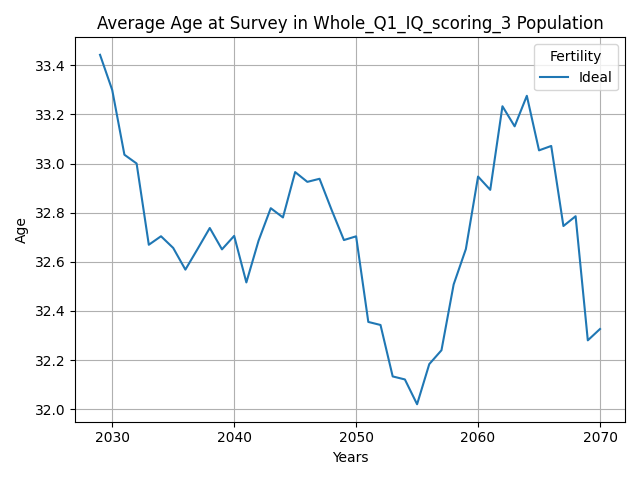 Average Age at Survey in Whole_Q1_IQ_scoring_3 Population
Fertility
Ideal
33.4
33.2
33.0
32.8
32.6
32.4
32.2
32.0
Age
2030 2040 2050 2060 2070
Years